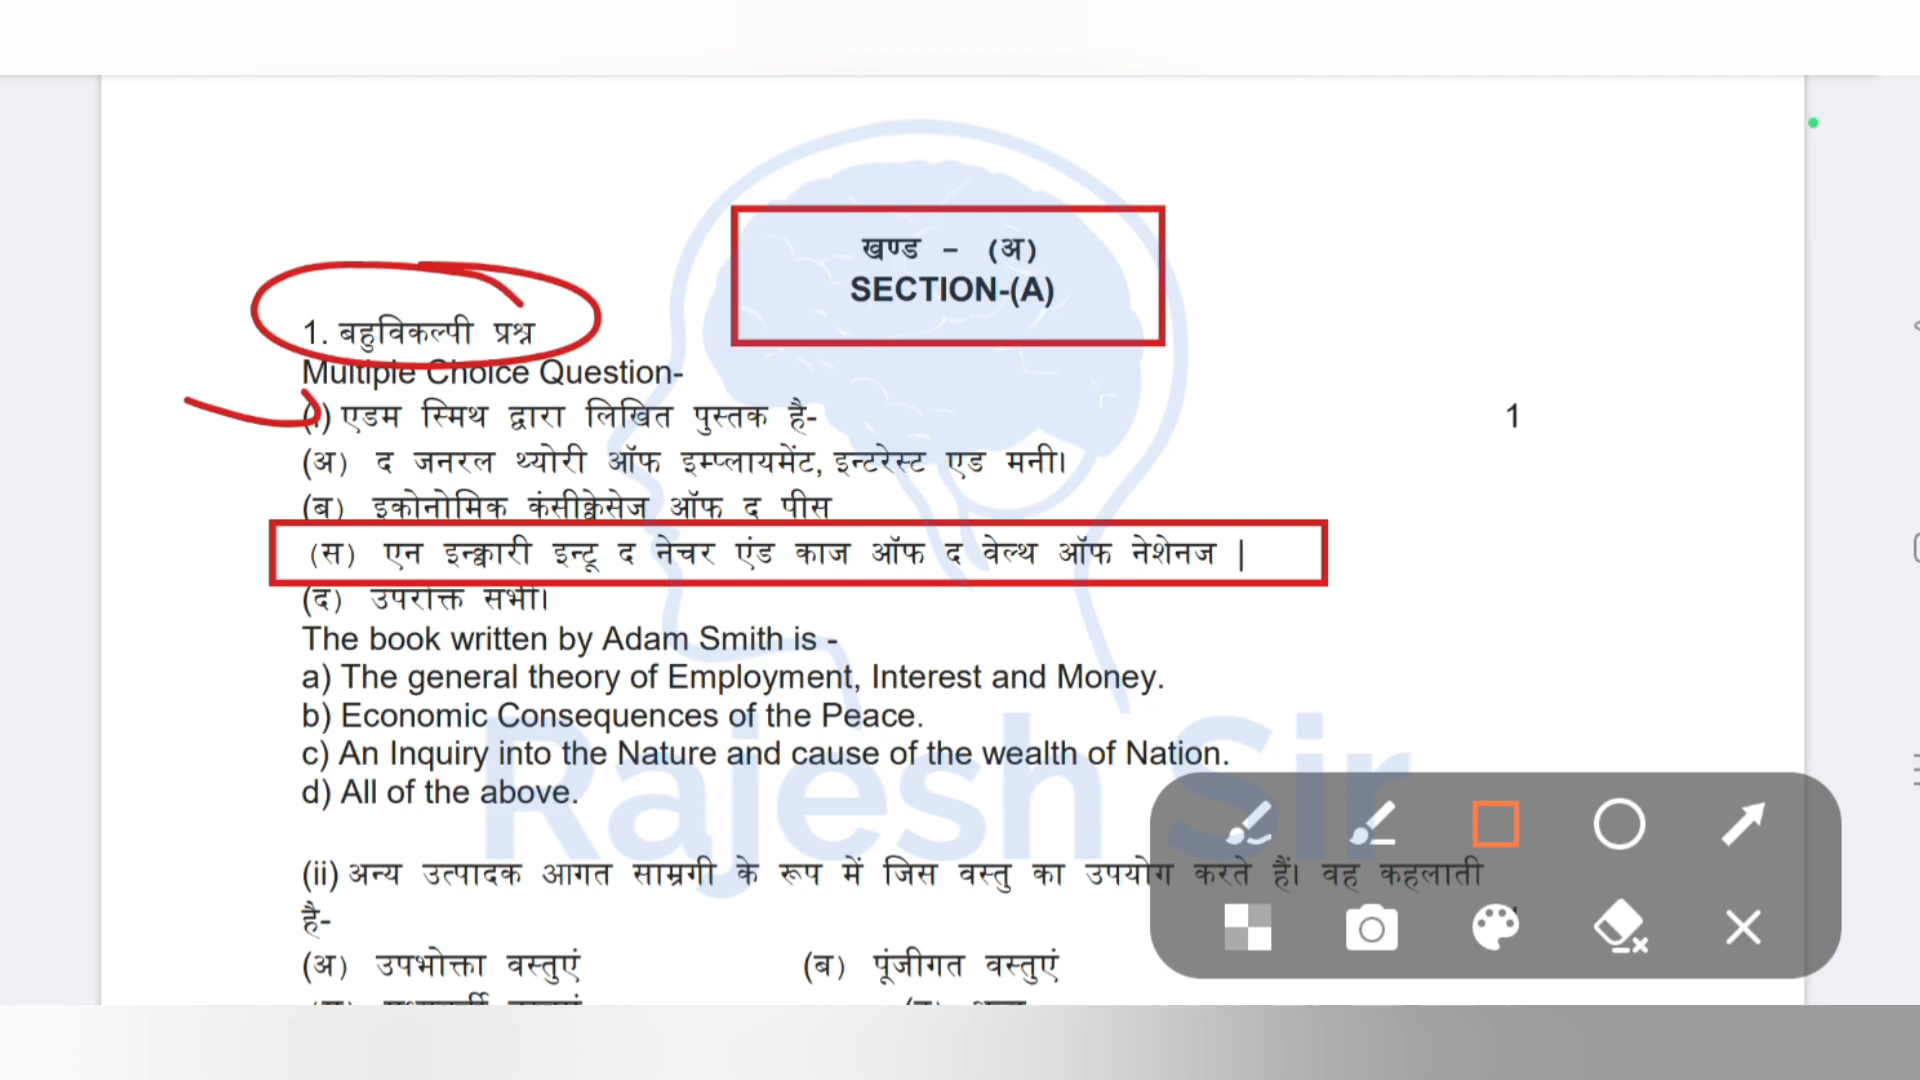 खण्ड - (अ)
SECTION-(A)
1. बहुविकल्पी प्रश्न
Multiple Choice Question-
(i) एडम स्मिथ द्वारा लिखित पुस्तक है- 1
(अ) द जनरल थ्योरी ऑफ इम्प्लायमेंट, इन्टरेस्ट एड मनी।
(ब) इकोनोमिक कंसीक्वेसेज ऑफ द पीस
(स) एन इन्क्वारी इन्टू द नेचर एंड काज ऑफ द वेल्थ ऑफ नेशेनज |
(द) उपरोक्त सभी।
The book written by Adam Smith is -
a) The general theory of Employment, Interest and Money.
b) Economic Consequences of the Peace.
c) An Inquiry into the Nature and cause of the wealth of Nation.
d) All of the above.
Rajesh Sir
(ii) अन्य उत्पादक आगत साम्रगी के रूप में जिस वस्तु का उपयोग करते हैं। वह कहलाती
है-
(अ) उपभोक्ता वस्तुएं (ब) पूंजीगत वस्तुएं